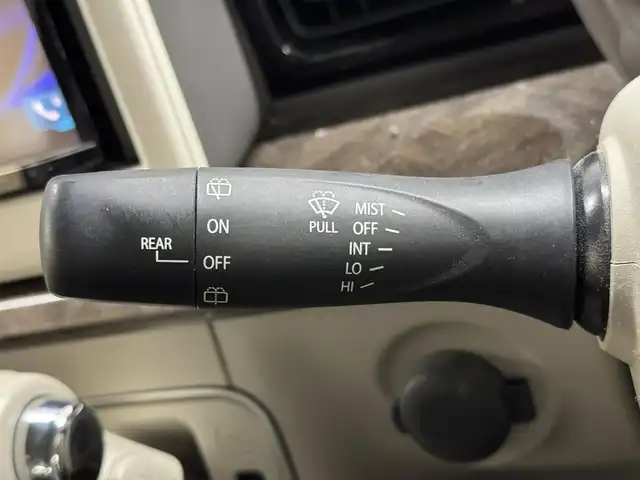 ON
REAR
OFF
PULL
MIST
OFF
INT
LO
HI